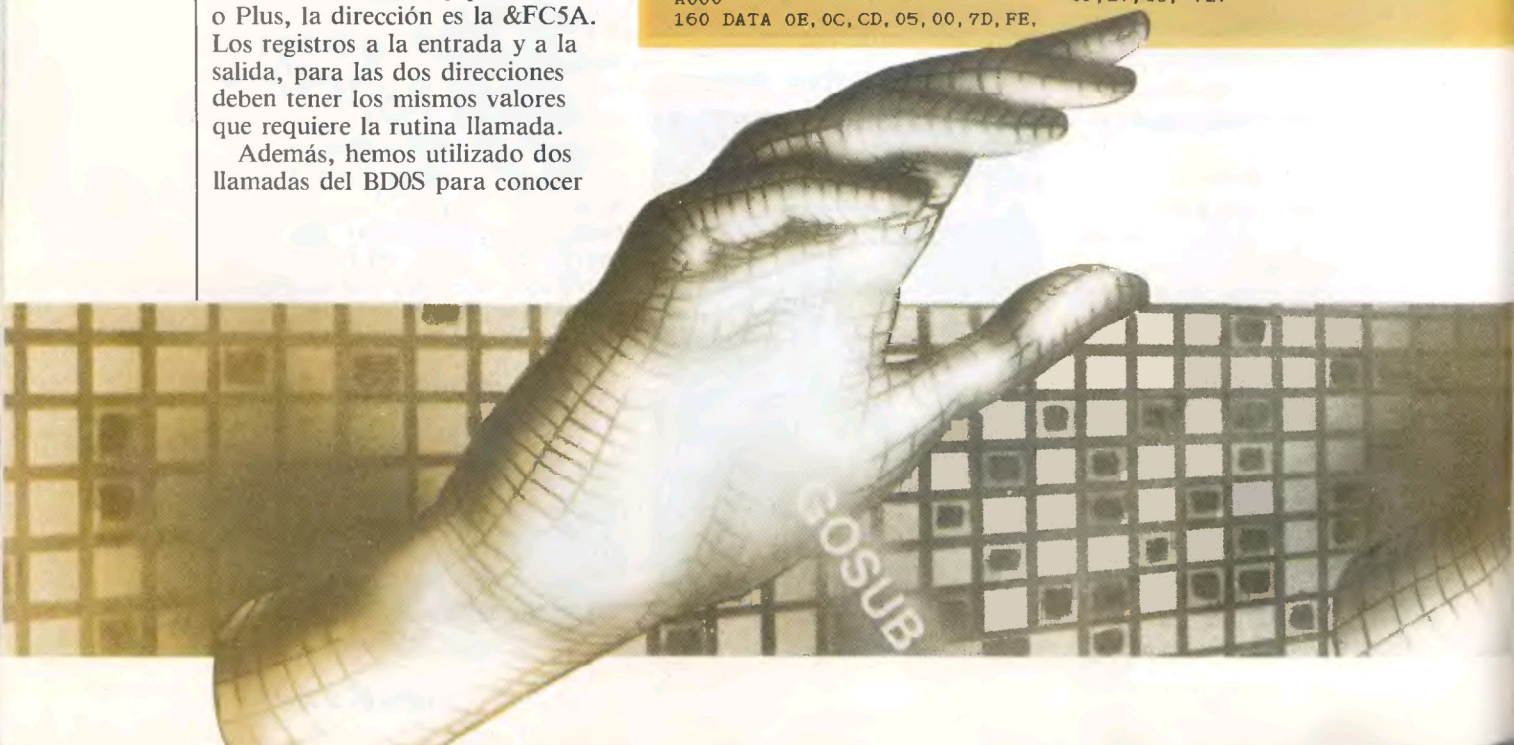 o Plus, la dirección es la &FC5A.
Los registros a la entrada y a la
salida, para las dos direcciones
deben tener los mismos valores
que requiere la rutina llamada.
Además, hemos utilizado dos
llamadas del BD0S para conocer
160 DATA 0E,0C,CD,05,00,7D,FE,
GOSUB